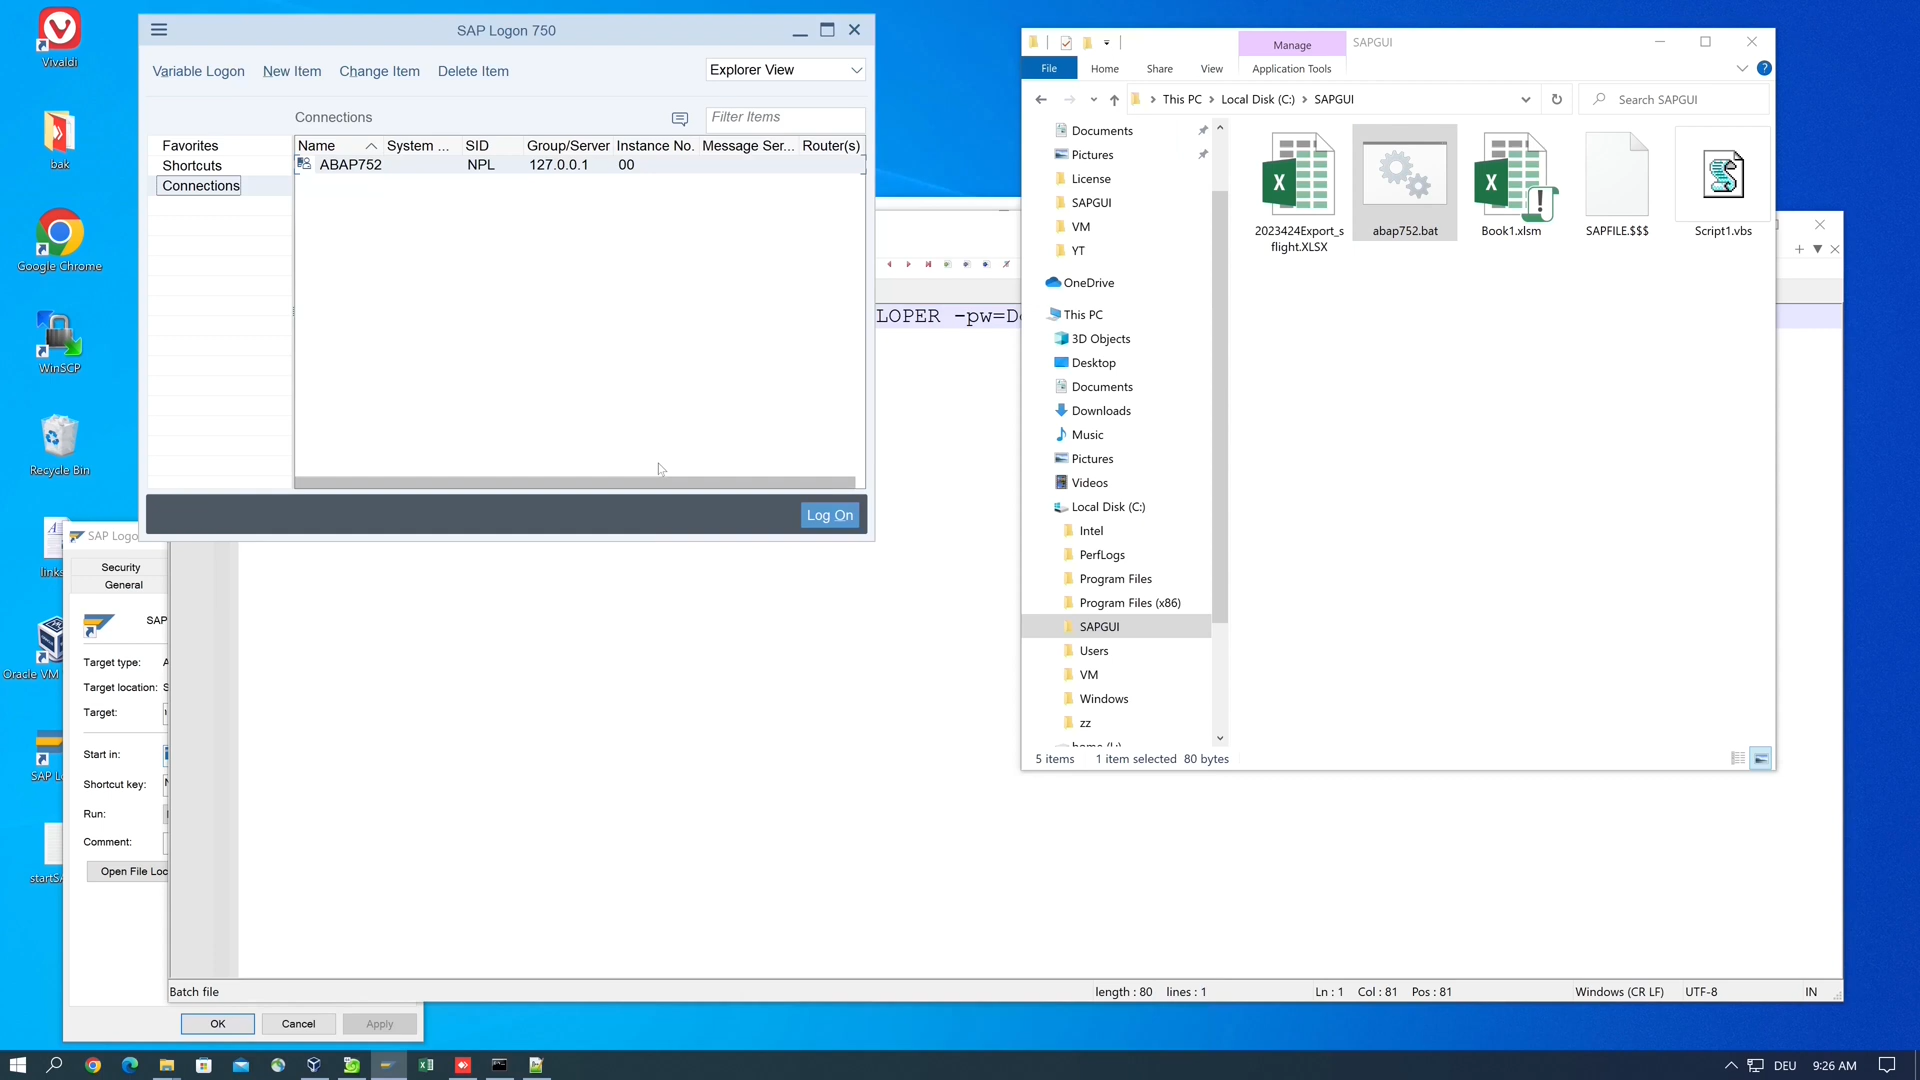 Vivaldi
bak
Google Chrome
WinSCP
Recycle Bin
links
Oracle VM
SAP Lo
startSA
SAP Logon 750
Variable Logon
New Item
Change Item
Delete Item
Explorer View
Connections
Filter Items
Favorites
Shortcuts
Connections
Name
System ...
SID
Group/Server
Instance No.
Message Ser...
Router(s)
ABAP752
NPL
127.0.0.1
00
Log On
SAP Logo
Security
General
SAP
Target type:
Target location:
Target:
Start in:
Shortcut key:
Run:
Comment:
Open File Loc
OK
Cancel
Apply
LOPER -pw=D
Batch file
length : 80
lines : 1
Ln : 1
Col : 81
Pos : 81
Windows (CR LF)
UTF-8
IN
Manage
SAPGUI
File
Home
Share
View
Application Tools
This PC
Local Disk (C:)
SAPGUI
Search SAPGUI
Documents
Pictures
License
SAPGUI
VM
YT
OneDrive
This PC
3D Objects
Desktop
Documents
Downloads
Music
Pictures
Videos
Local Disk (C:)
Intel
PerfLogs
Program Files
Program Files (x86)
SAPGUI
Users
VM
Windows
zz
2023424Export_s
flight.XLSX
abap752.bat
Book1.xlsm
SAPFILE.$$$
Script1.vbs
5 items
1 item selected
80 bytes
DEU
9:26 AM